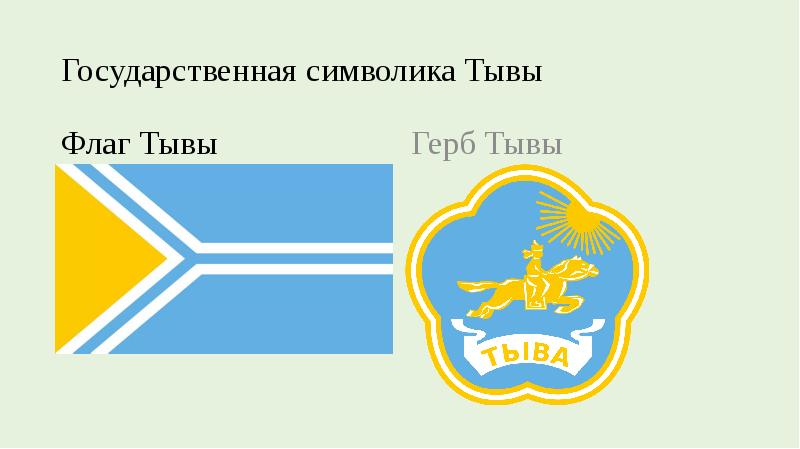 Государственная символика Тывы
Флаг Тывы
Герб Тывы
ТЫВА